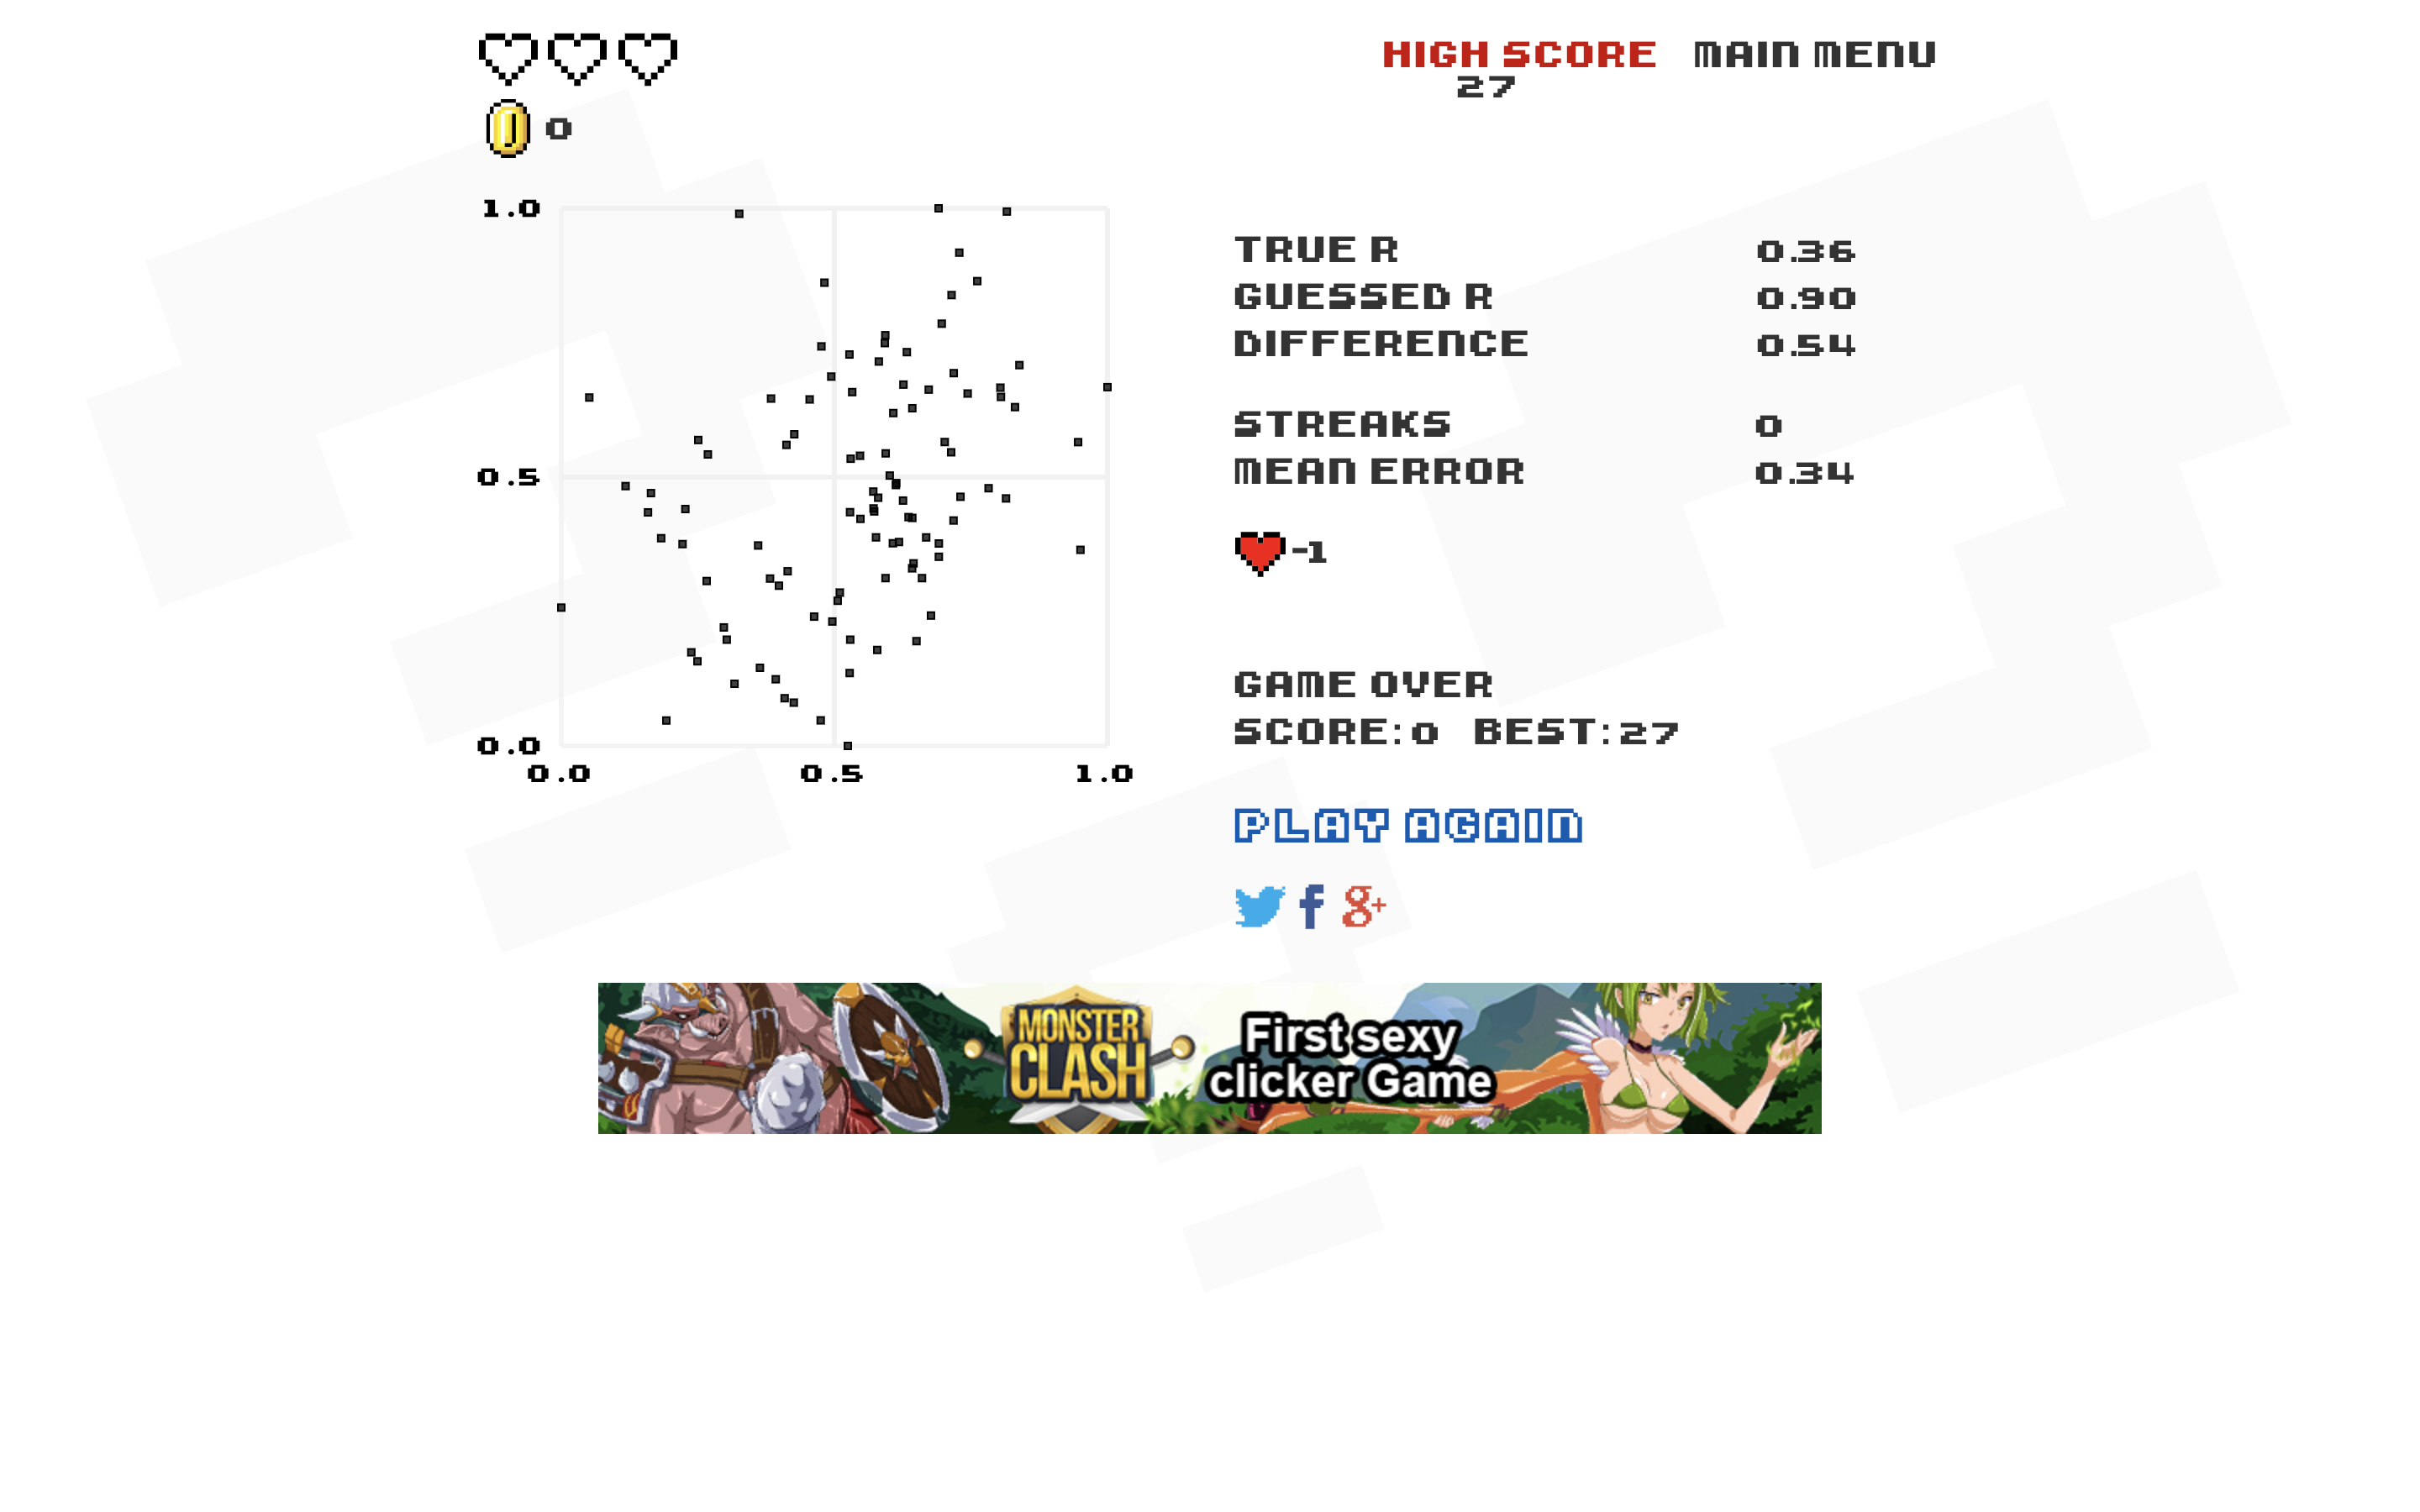 HIGH SCORE MAIN MENU
27
0
1.0
0.5
0.0
0.0 0.5 1.0
TRUE R 0.36
GUESSED R 0.90
DIFFERENCE 0.54
STREAKS 0
MEAN ERROR 0.34
-1
GAME OVER
SCORE:0 BEST:27
PLAY AGAIN
f g+
MONSTER
CLASH
First sexy
clicker Game